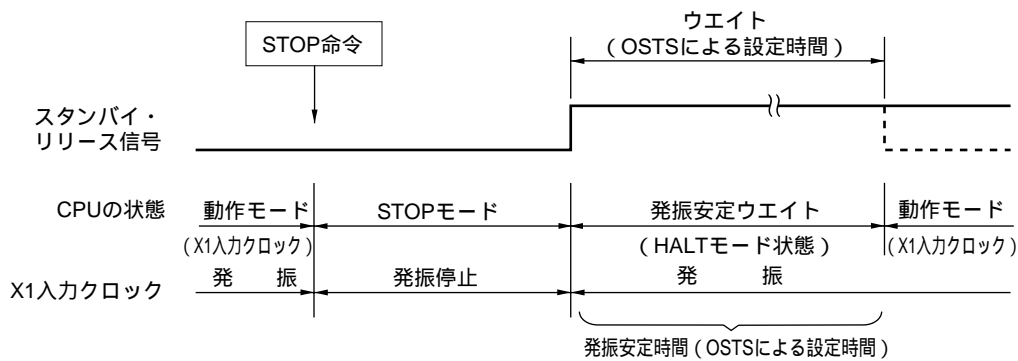 ウエイト
(OSTSによる設定時間)
STOP命令
スタンバイ・
リリース信号
CPUの状態
動作モード
STOPモード
発振安定ウエイト
動作モード
(X1入力クロック)
(HALTモード状態)
(X1入力クロック)
X1入力クロック
発 振
発振停止
発 振
発振安定時間(OSTSによる設定時間)